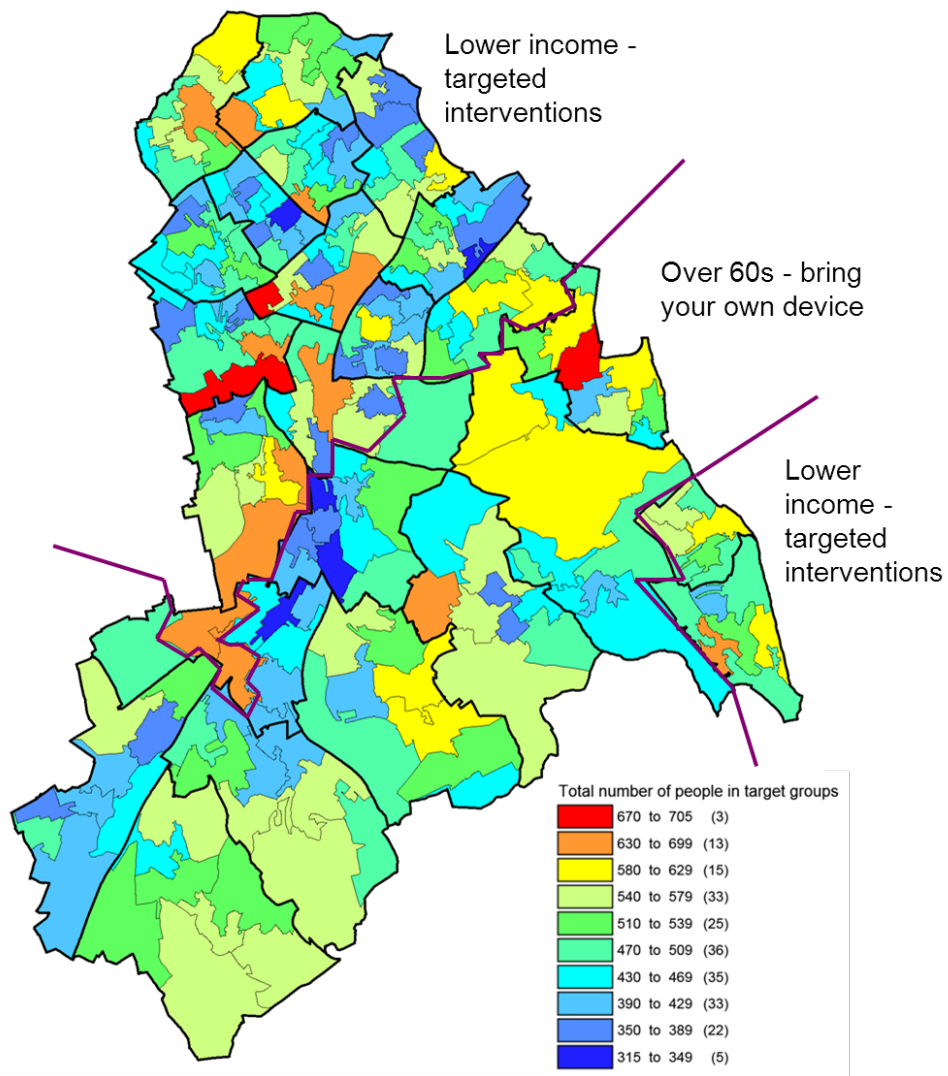 Lower income -
targeted
interventions
Over 60s - bring
your own device
Lower
income -
targeted
interventions
Total number of people in target groups
670 to 705 (3)
630 to 699 (13)
580 to 629 (15)
540 to 579 (33)
510 to 539 (25)
470 to 509 (36)
430 to 469 (35)
390 to 429 (33)
350 to 389 (22)
315 to 349 (5)